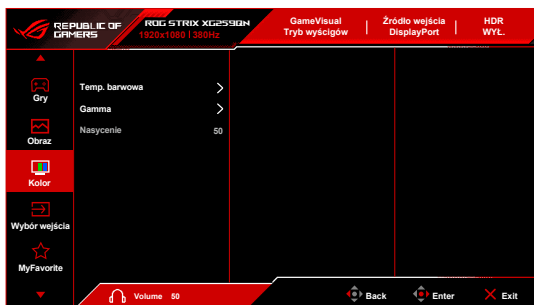 REPUBLIC OF
GAMERS
ROG STRIX XG259QN
1920x1080 | 380Hz
GameVisual
Tryb wyścigów
Źródło wejścia
DisplayPort
HDR
WYŁ.
Gry
Obraz
Kolor
Wybór wejścia
MyFavorite
Temp. barwowa
Gamma
Nasycenie 50
Volume 50
Back
Enter
Exit